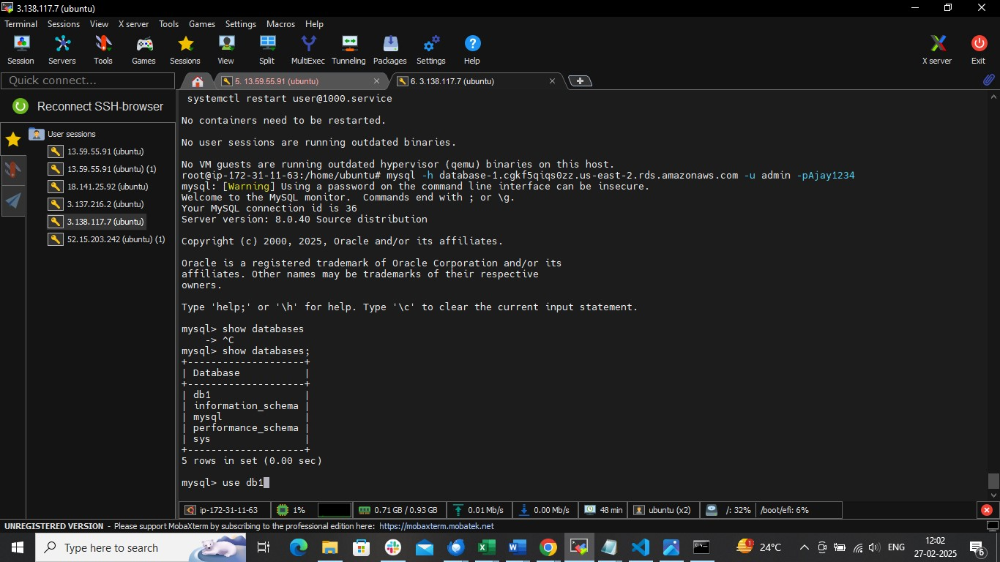 3.138.117.7 (ubuntu)
Terminal Sessions View X server Tools Games Settings Macros Help
Session Servers Tools Games Sessions View Split MultiExec Tunneling Packages Settings Help X server Exit
Quick connect...
5. 13.59.55.91 (ubuntu)
6. 3.138.117.7 (ubuntu)
Reconnect SSH-browser
User sessions
13.59.55.91 (ubuntu)
13.59.55.91 (ubuntu) (1)
18.141.25.92 (ubuntu)
3.137.216.2 (ubuntu)
3.138.117.7 (ubuntu)
52.15.203.242 (ubuntu) (1)
systemctl restart user@1000.service
No containers need to be restarted.
No user sessions are running outdated binaries.
No VM guests are running outdated hypervisor (qemu) binaries on this host.
root@ip-172-31-11-63:/home/ubuntu# mysql -h database-1.cgkf5qiqs0zz.us-east-2.rds.amazonaws.com -u admin -pAjay1234
mysql: [Warning] Using a password on the command line interface can be insecure.
Welcome to the MySQL monitor.  Commands end with ; or \g.
Your MySQL connection id is 36
Server version: 8.0.40 Source distribution
Copyright (c) 2000, 2025, Oracle and/or its affiliates.
Oracle is a registered trademark of Oracle Corporation and/or its
affiliates. Other names may be trademarks of their respective
owners.
Type 'help;' or '\h' for help. Type '\c' to clear the current input statement.
mysql> show databases
    -> ^C
mysql> show databases;
+--------------------+
| Database           |
+--------------------+
| db1                |
| information_schema |
| mysql              |
| performance_schema |
| sys                |
+--------------------+
5 rows in set (0.00 sec)
mysql> use db1
ip-172-31-11-63 1% 0.71 GB / 0.93 GB 0.01 Mb/s 0.00 Mb/s 48 min ubuntu (x2) /: 32% /boot/efi: 6%
UNREGISTERED VERSION - Please support MobaXterm by subscribing to the professional edition here: https://mobaxterm.mobatek.net
Type here to search
1
24°C
ENG
12:02
27-02-2025
6